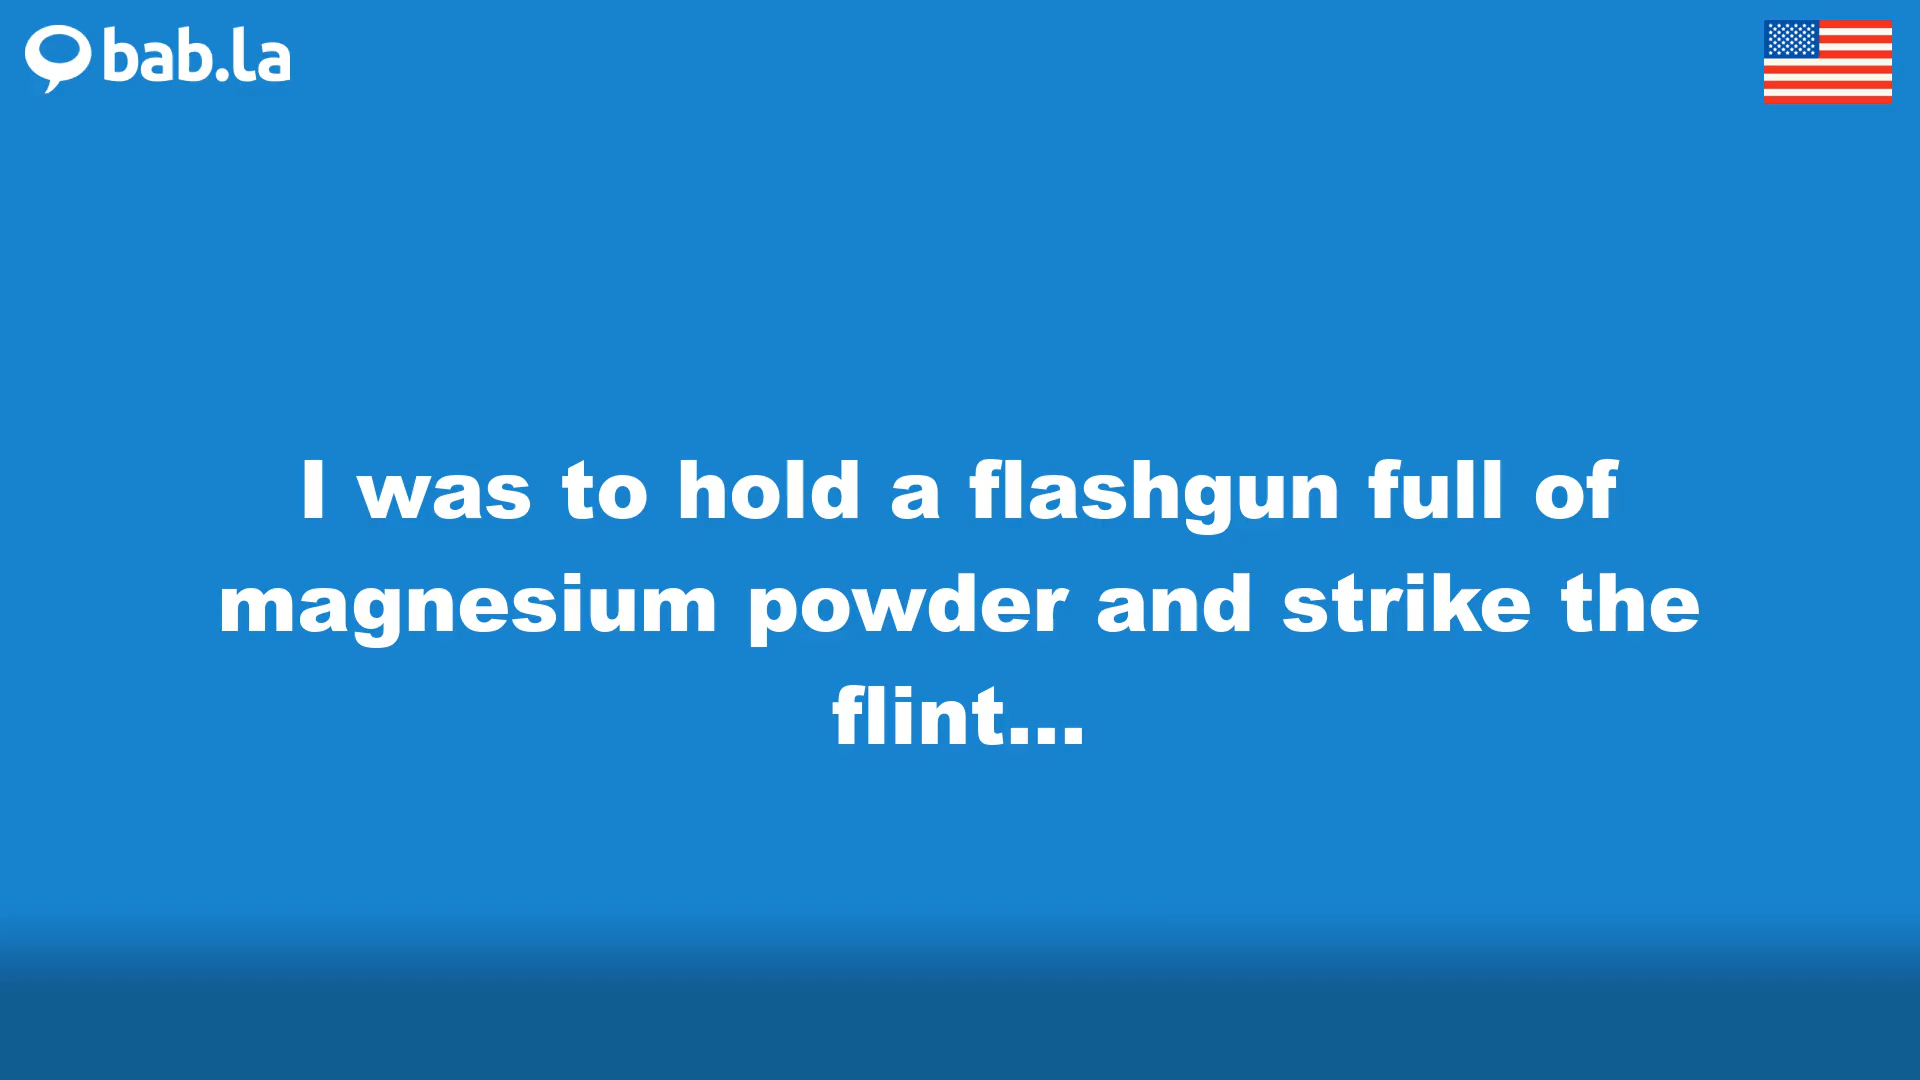 bab.la
I was to hold a flashgun full of
magnesium powder and strike the
flint...